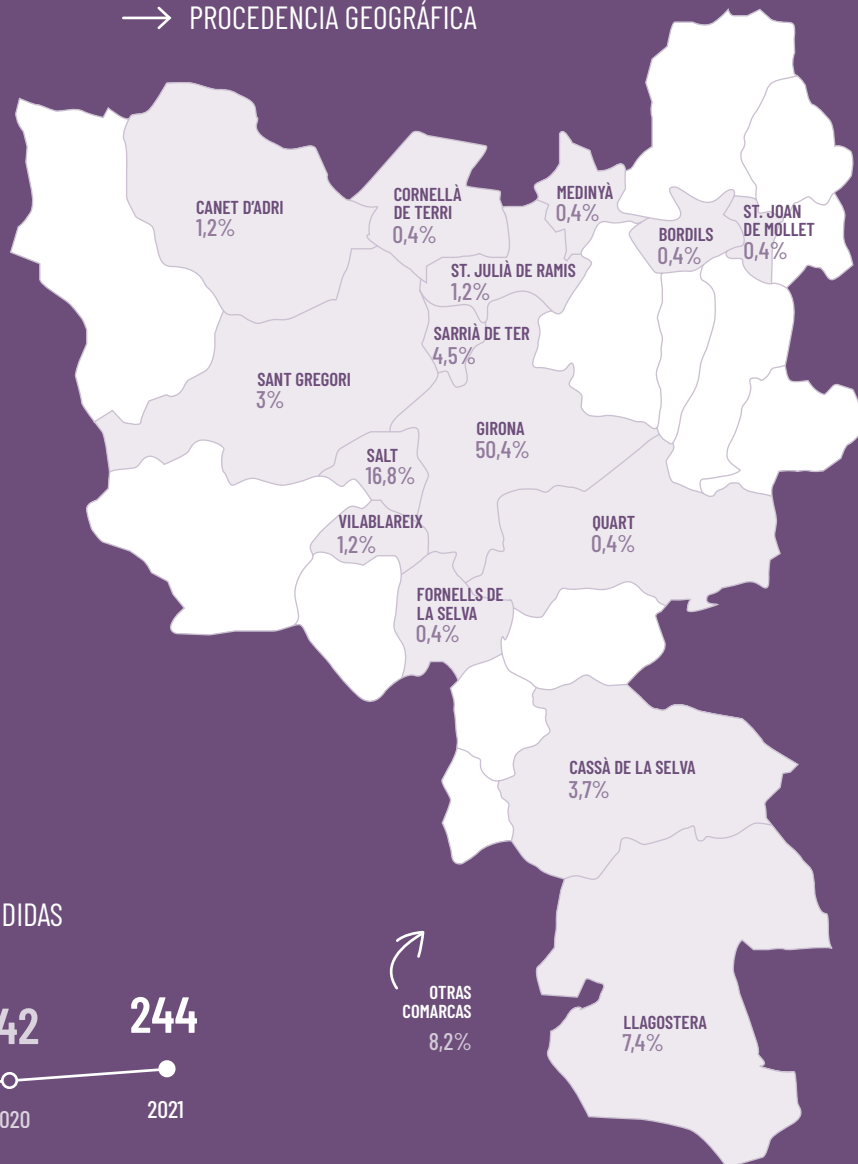 PROCEDENCIA GEOGRÁFICA
CANET D'ADRI
1,2%
CORNELLÀ
DE TERRI
0,4%
MEDINYÀ
0,4%
ST. JOAN
DE MOLLET
0,4%
BORDILS
0,4%
ST. JULIÀ DE RAMIS
1,2%
SARRIÀ DE TER
4,5%
SANT GREGORI
3%
GIRONA
50,4%
SALT
16,8%
VILABLAREIX
1,2%
QUART
0,4%
FORNELLS DE
LA SELVA
0,4%
CASSÀ DE LA SELVA
3,7%
OTRAS
COMARCAS
8,2%
LLAGOSTERA
7,4%
DIDAS
42
244
020
2021